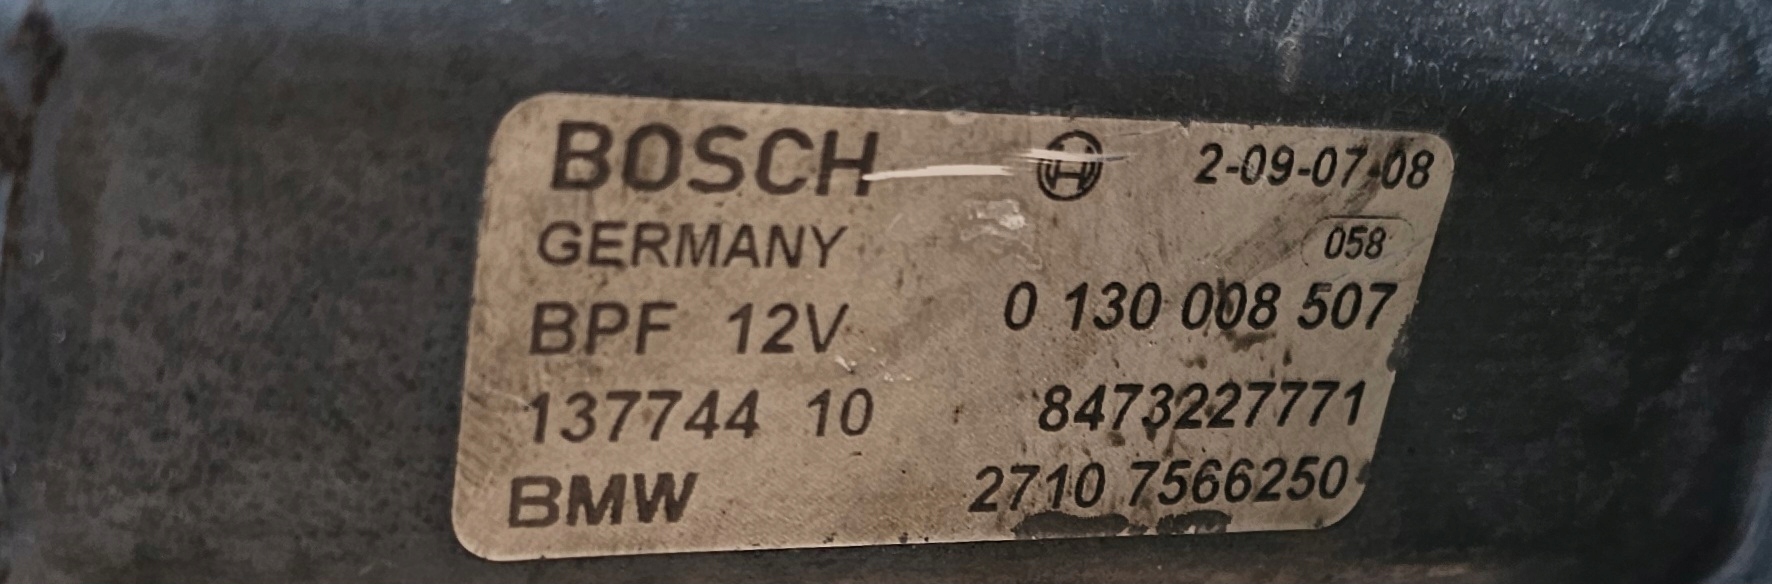 BOSCH 2-09-07-08
GERMANY 058
BPF 12V 0 130 008 507
137744 10 8473227771
BMW 2710 7566250